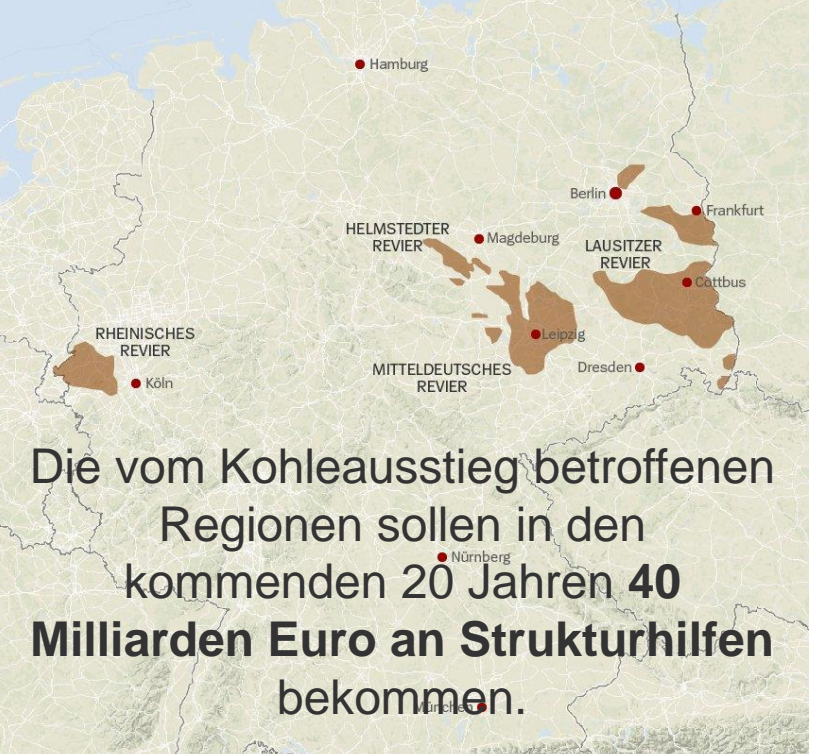 Hamburg
Berlin
Frankfurt
HELMSTEDTER
REVIER
Magdeburg
LAUSITZER
REVIER
Cottbus
RHEINISCHES
REVIER
Leipzig
MITTELDEUTSCHES
REVIER
Dresden
Köln
Die vom Kohleausstieg betroffenen
Regionen sollen in den
Nürnberg
kommenden 20 Jahren 40
Milliarden Euro an Strukturhilfen
bekommen.
München